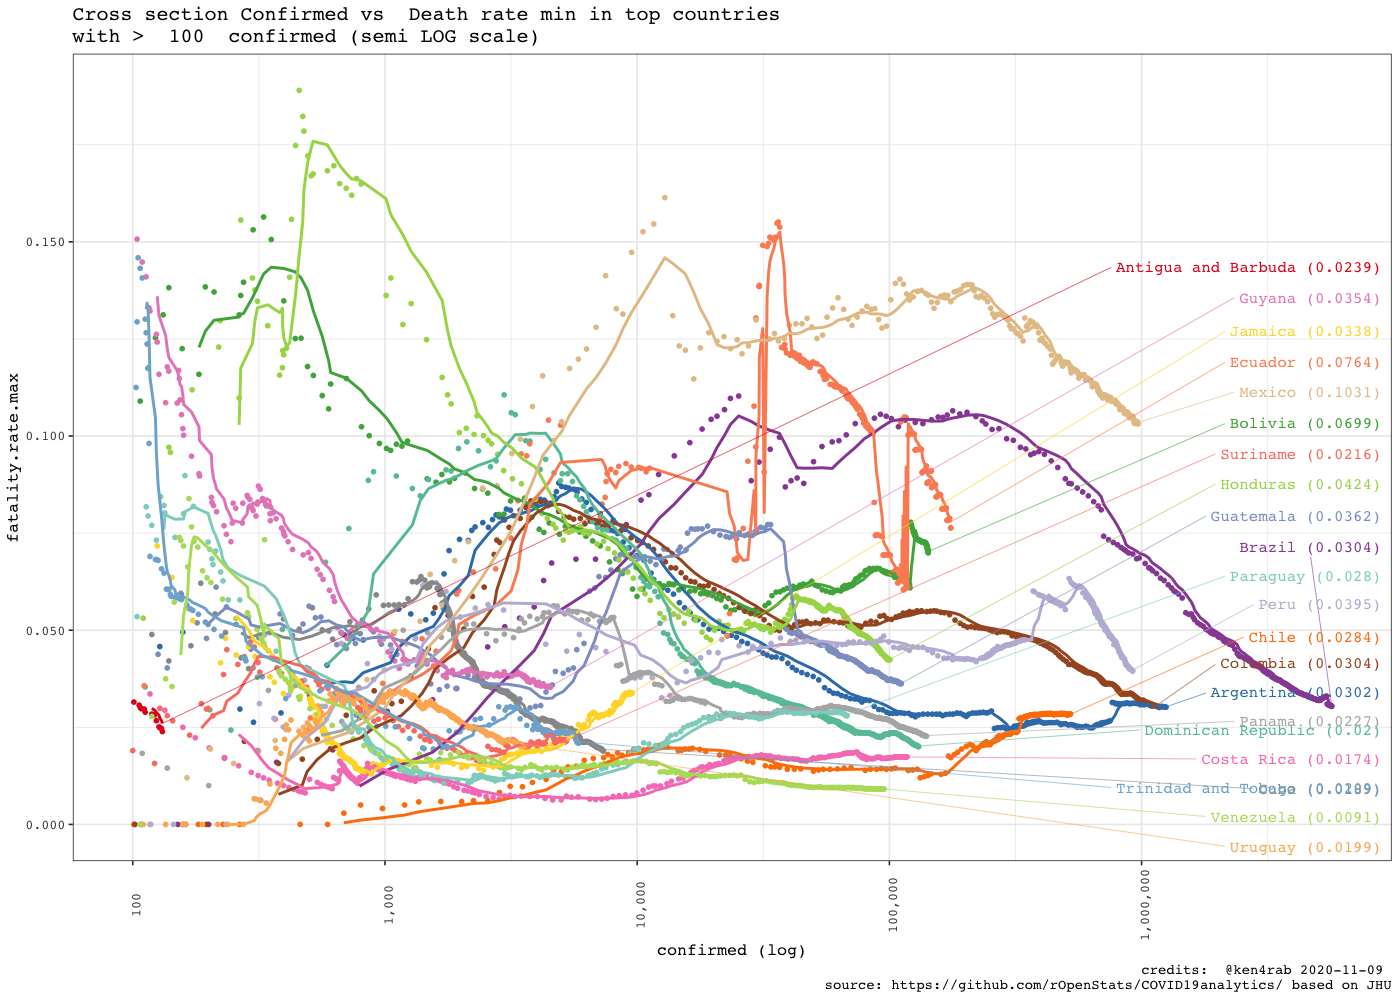 Cross section Confirmed vs  Death rate min in top countries
with >  100  confirmed (semi LOG scale)
fatality.rate.max
0.150
0.100
0.050
0.000
Antigua and Barbuda (0.0239)
Guyana (0.0354)
Jamaica (0.0338)
Ecuador (0.0764)
Mexico (0.1031)
Bolivia (0.0699)
Suriname (0.0216)
Honduras (0.0424)
Guatemala (0.0362)
Brazil (0.0304)
Paraguay (0.028)
Peru (0.0395)
Chile (0.0284)
Colombia (0.0304)
Argentina (0.0302)
Panama (0.0227)
Dominican Republic (0.02)
Costa Rica (0.0174)
Trinidad and Tobago
Venezuela (0.0091)
Uruguay (0.0199)
100
1,000
10,000
100,000
1,000,000
confirmed (log)
credits:  @ken4rab 2020-11-09
source: https://github.com/rOpenStats/COVID19analytics/ based on JHU